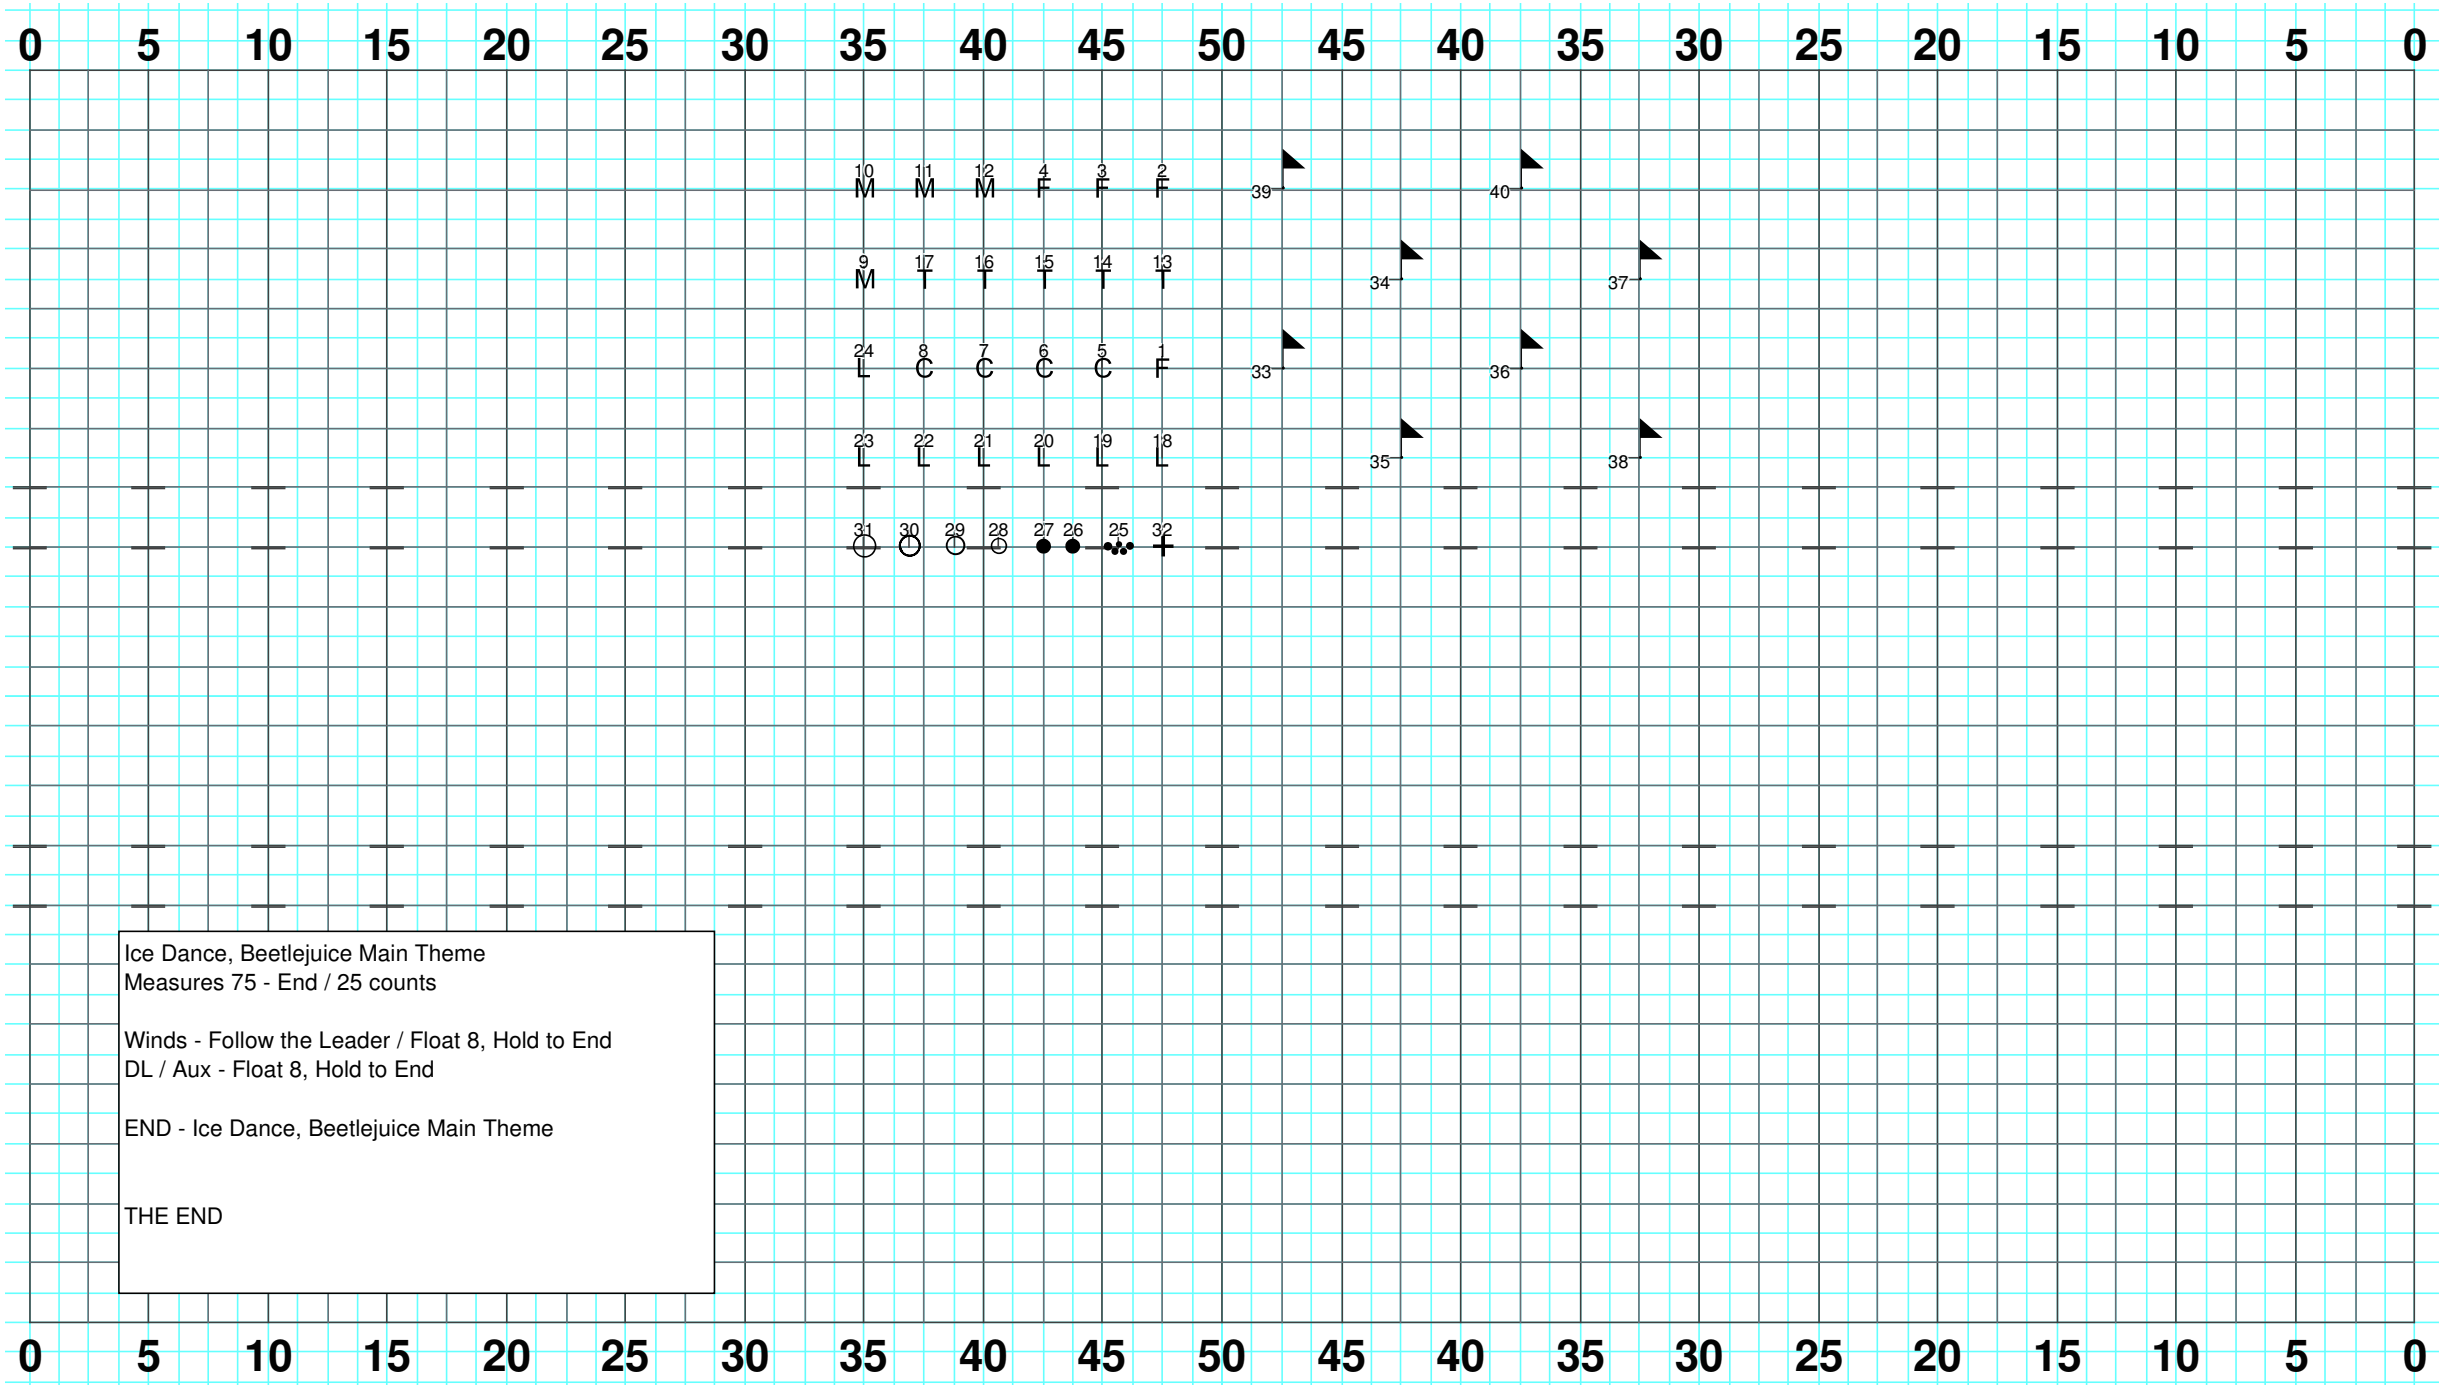 0 5 10 15 20 25 30 35 40 45 50 45 40 35 30 25 20 15 10 5 0
10 11 12 4 3 2
M M M F F F 39 40
9 17 16 15 14 13
M T T T T T 34 37
24 8 7 6 5 1
L C C C C F 33 36
23 22 21 20 19 18
L L L L L L 35 38
31 30 29 28 27 26 25 32
Ice Dance, Beetlejuice Main Theme
Measures 75 - End / 25 counts
Winds - Follow the Leader / Float 8, Hold to End
DL / Aux - Float 8, Hold to End
END - Ice Dance, Beetlejuice Main Theme
THE END
0 5 10 15 20 25 30 35 40 45 50 45 40 35 30 25 20 15 10 5 0